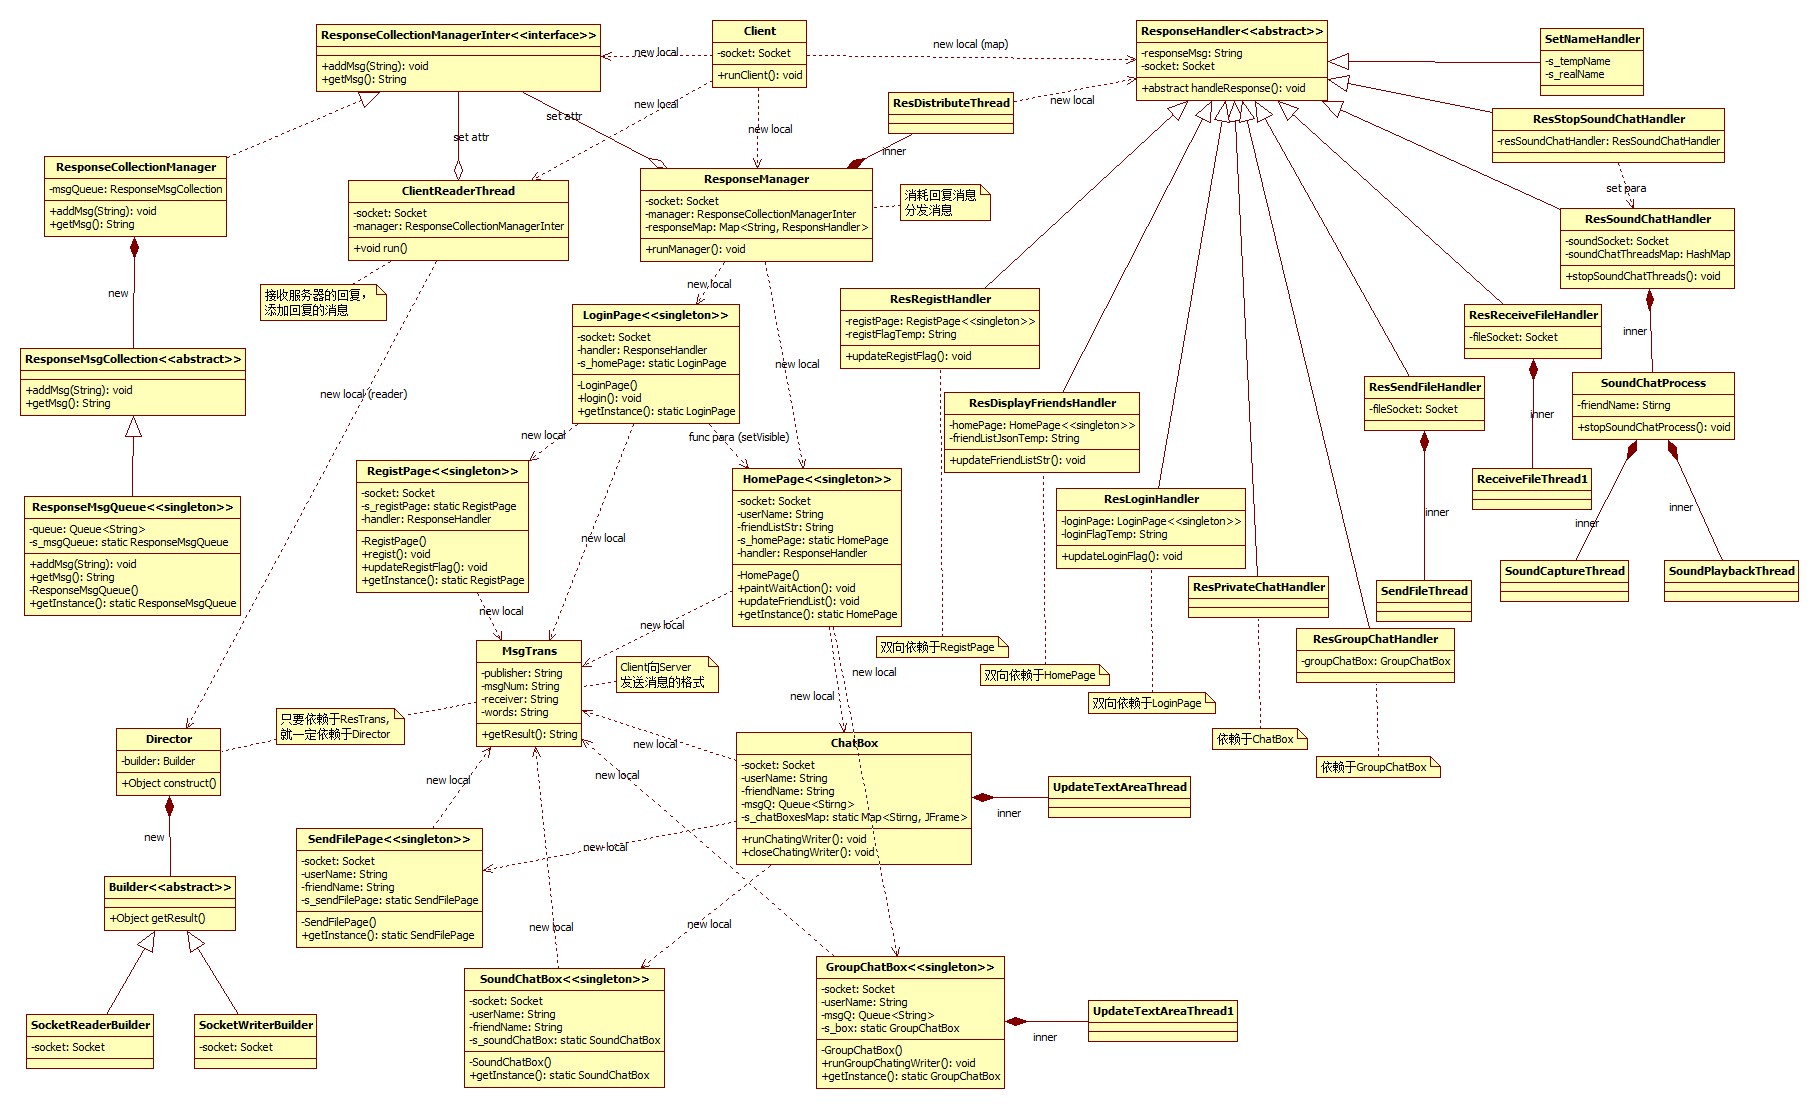 ResponseCollectionManagerInter<<interface>>
+addMsg(String): void
+getMsg(): String
Client
-socket: Socket
+runClient(): void
ResponseHandler<<abstract>>
-responseMsg: String
-socket: Socket
+abstract handleResponse(): void
SetNameHandler
-s_tempName
-s_realName
new local
new local (map)
new local
new local
new local
ResDistributeThread
inner
set attr
set attr
ResStopSoundChatHandler
-resSoundChatHandler: ResSoundChatHandler
set para
ResponseCollectionManager
-msgQueue: ResponseMsgCollection
+addMsg(String): void
+getMsg(): String
ClientReaderThread
-socket: Socket
-manager: ResponseCollectionManagerInter
+void run()
ResponseManager
-socket: Socket
-manager: ResponseCollectionManagerInter
-responseMap: Map<String, ResponsHandler>
+runManager(): void
消耗回复消息
分发消息
ResSoundChatHandler
-soundSocket: Socket
-soundChatThreadsMap: HashMap
+stopSoundChatThreads(): void
new
接收服务器的回复，
添加回复的消息
new local
LoginPage<<singleton>>
-socket: Socket
-handler: ResponseHandler
-s_homePage: static LoginPage
-LoginPage()
+login(): void
+getInstance(): static LoginPage
new local
ResRegistHandler
-registPage: RegistPage<<singleton>>
-registFlagTemp: String
+updateRegistFlag(): void
ResReceiveFileHandler
-fileSocket: Socket
inner
inner
ResponseMsgCollection<<abstract>>
+addMsg(String): void
+getMsg(): String
new local (reader)
ResDisplayFriendsHandler
-homePage: HomePage<<singleton>>
-friendListJsonTemp: String
+updateFriendListStr(): void
ResSendFileHandler
-fileSocket: Socket
inner
SoundChatProcess
-friendName: Stirng
+stopSoundChatProcess(): void
inner
inner
new local
func para (setVisible)
RegistPage<<singleton>>
-socket: Socket
-s_registPage: static RegistPage
-handler: ResponseHandler
-RegistPage()
+regist(): void
+updateRegistFlag(): void
+getInstance(): static RegistPage
new local
HomePage<<singleton>>
-socket: Socket
-userName: String
-friendListStr: String
-s_homePage: static HomePage
-handler: ResponseHandler
-HomePage()
+paintWaitAction(): void
+updateFriendList(): void
+getInstance(): static HomePage
ReceiveFileThread1
ResLoginHandler
-loginPage: LoginPage<<singleton>>
-loginFlagTemp: String
+updateLoginFlag(): void
ResponseMsgQueue<<singleton>>
-queue: Queue<String>
-s_msgQueue: static ResponseMsgQueue
+addMsg(String): void
+getMsg(): String
-ResponseMsgQueue()
+getInstance(): static ResponseMsgQueue
ResPrivateChatHandler
SendFileThread
SoundCaptureThread
SoundPlaybackThread
new local
new local
双向依赖于RegistPage
双向依赖于HomePage
双向依赖于LoginPage
依赖于ChatBox
依赖于GroupChatBox
ResGroupChatHandler
-groupChatBox: GroupChatBox
MsgTrans
-publisher: String
-msgNum: String
-receiver: String
-words: String
+getResult(): String
Client向Server
发送消息的格式
new local
new local
只要依赖于ResTrans,
就一定依赖于Director
Director
-builder: Builder
+Object construct()
new
new local
new local
new local
ChatBox
-socket: Socket
-userName: String
-friendName: String
-msgQ: Queue<Stirng>
-s_chatBoxesMap: static Map<Stirng, JFrame>
+runChatingWriter(): void
+closeChatingWriter(): void
inner
UpdateTextAreaThread
SendFilePage<<singleton>>
-socket: Socket
-userName: String
-friendName: String
-s_sendFilePage: static SendFilePage
-SendFilePage()
+getInstance(): static SendFilePage
new local
new local
new local
Builder<<abstract>>
+Object getResult()
SocketReaderBuilder
-socket: Socket
SocketWriterBuilder
-socket: Socket
SoundChatBox<<singleton>>
-socket: Socket
-userName: String
-friendName: String
-s_soundChatBox: static SoundChatBox
-SoundChatBox()
+getInstance(): static SoundChatBox
GroupChatBox<<singleton>>
-socket: Socket
-userName: String
-msgQ: Queue<String>
-s_box: static GroupChatBox
-GroupChatBox()
+runGroupChatingWriter(): void
+getInstance(): static GroupChatBox
inner
UpdateTextAreaThread1